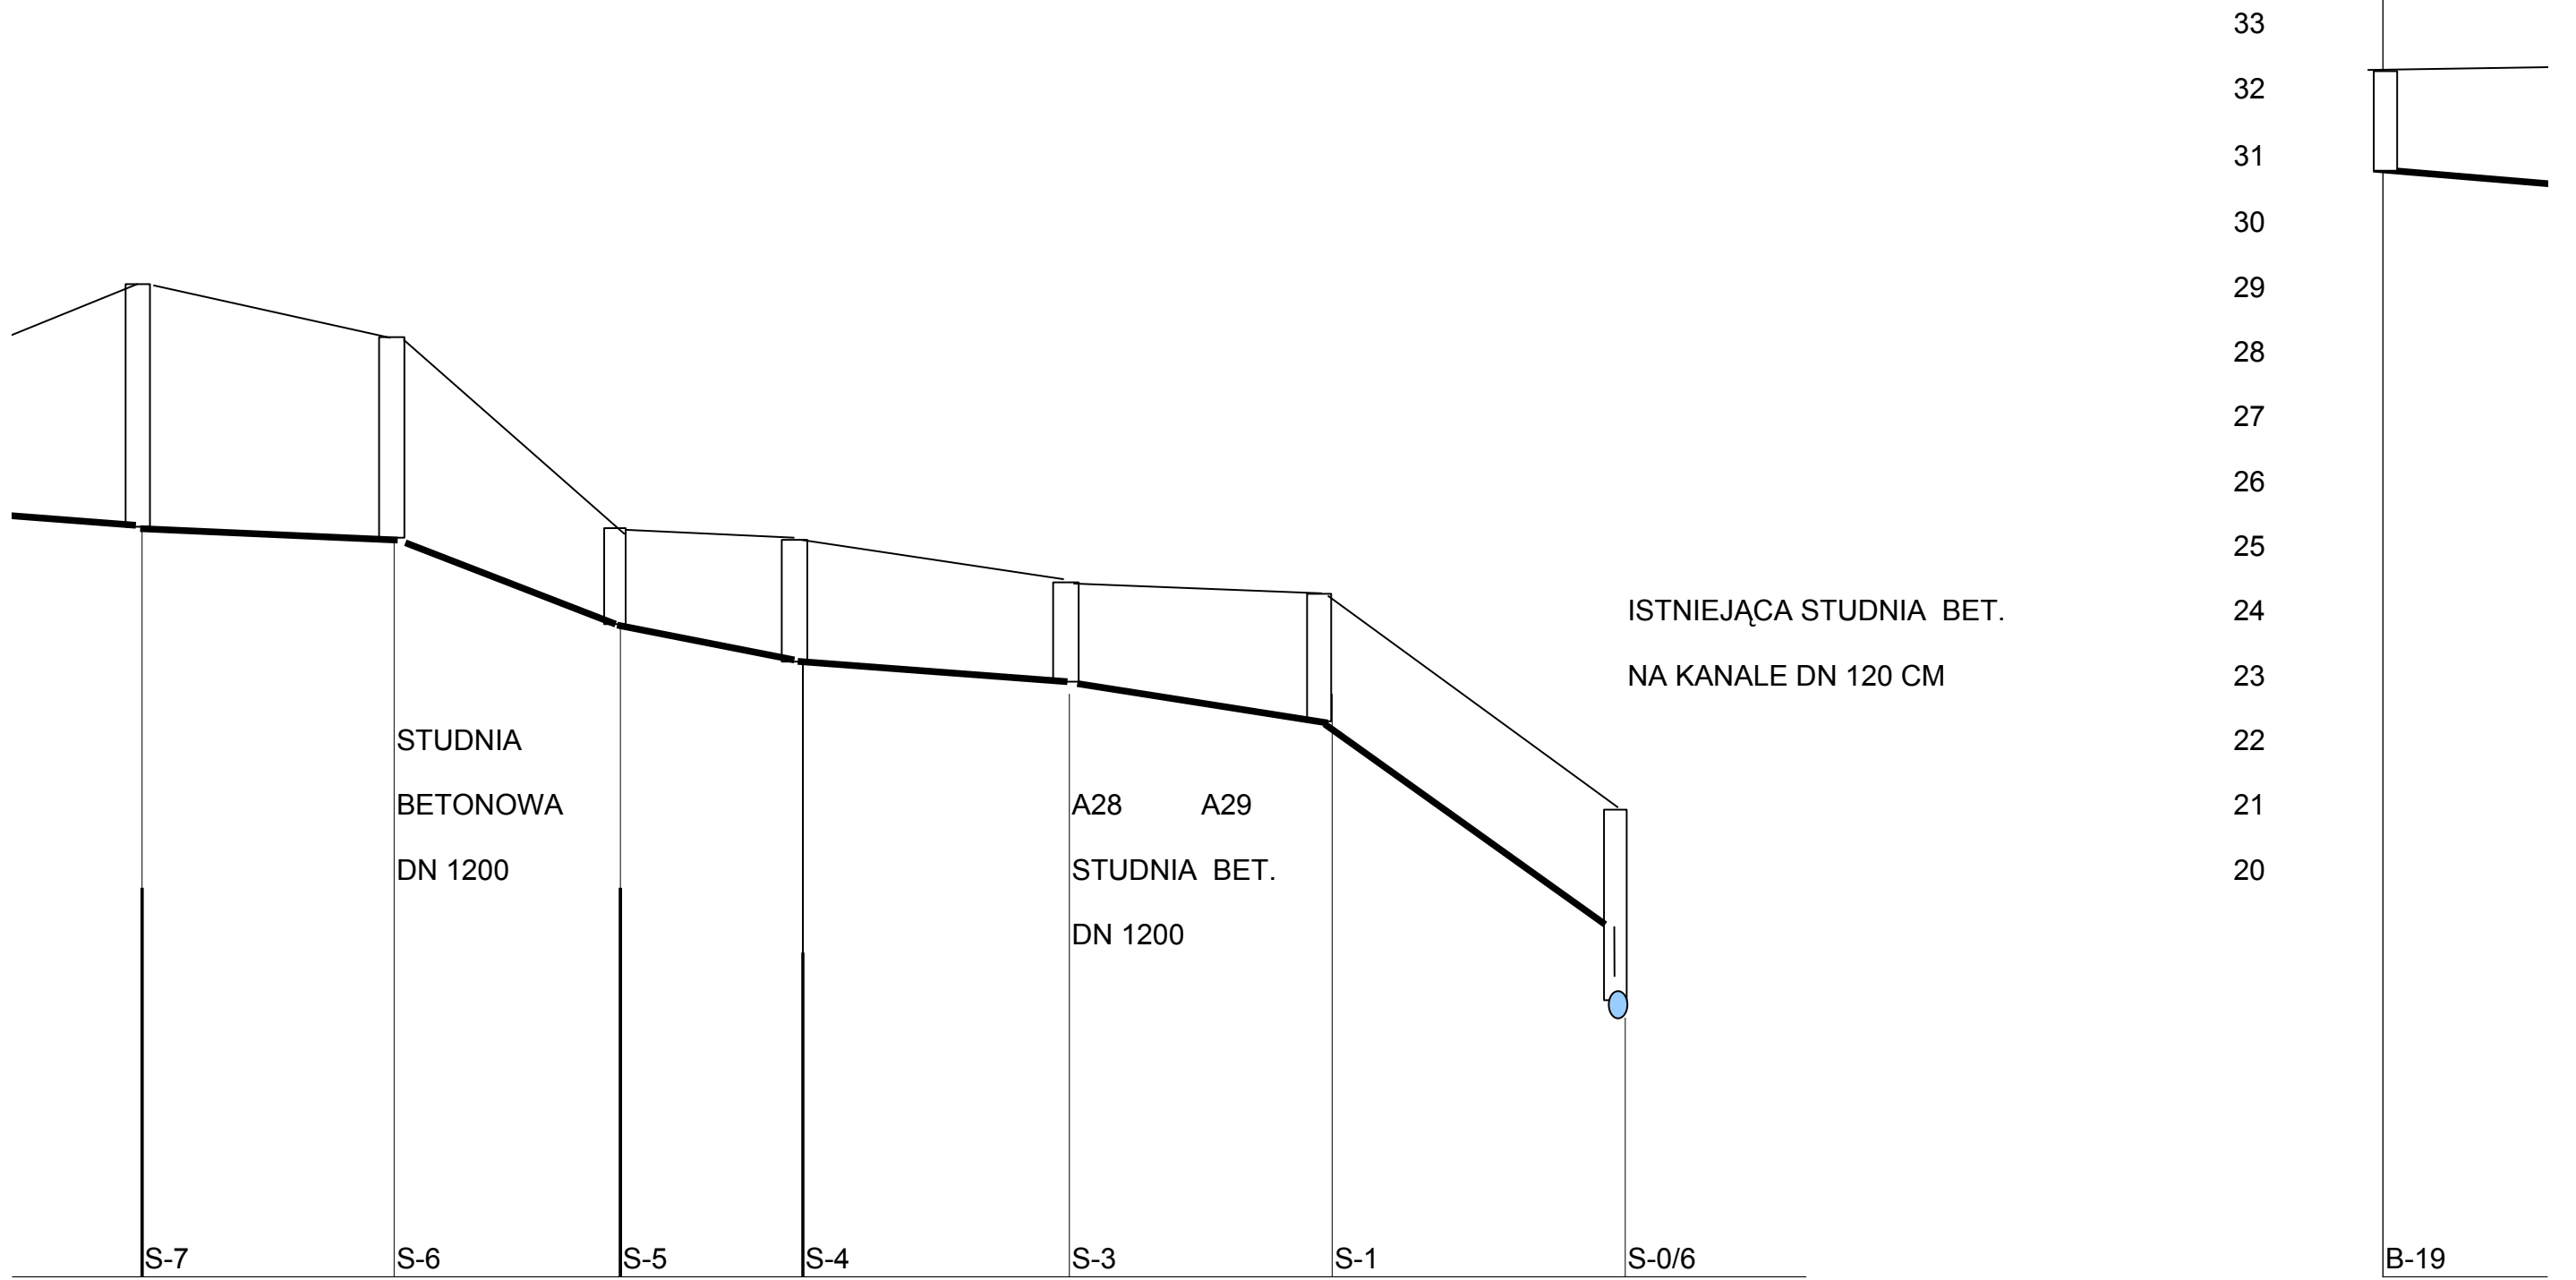 33
32
31
30
29
28
27
26
25
ISTNIEJĄCA STUDNIA BET. 24
NA KANALE DN 120 CM 23
STUDNIA 22
BETONOWA A28 A29 21
DN 1200 STUDNIA BET. 20
DN 1200
S-7 S-6 S-5 S-4 S-3 S-1 S-0/6 B-19